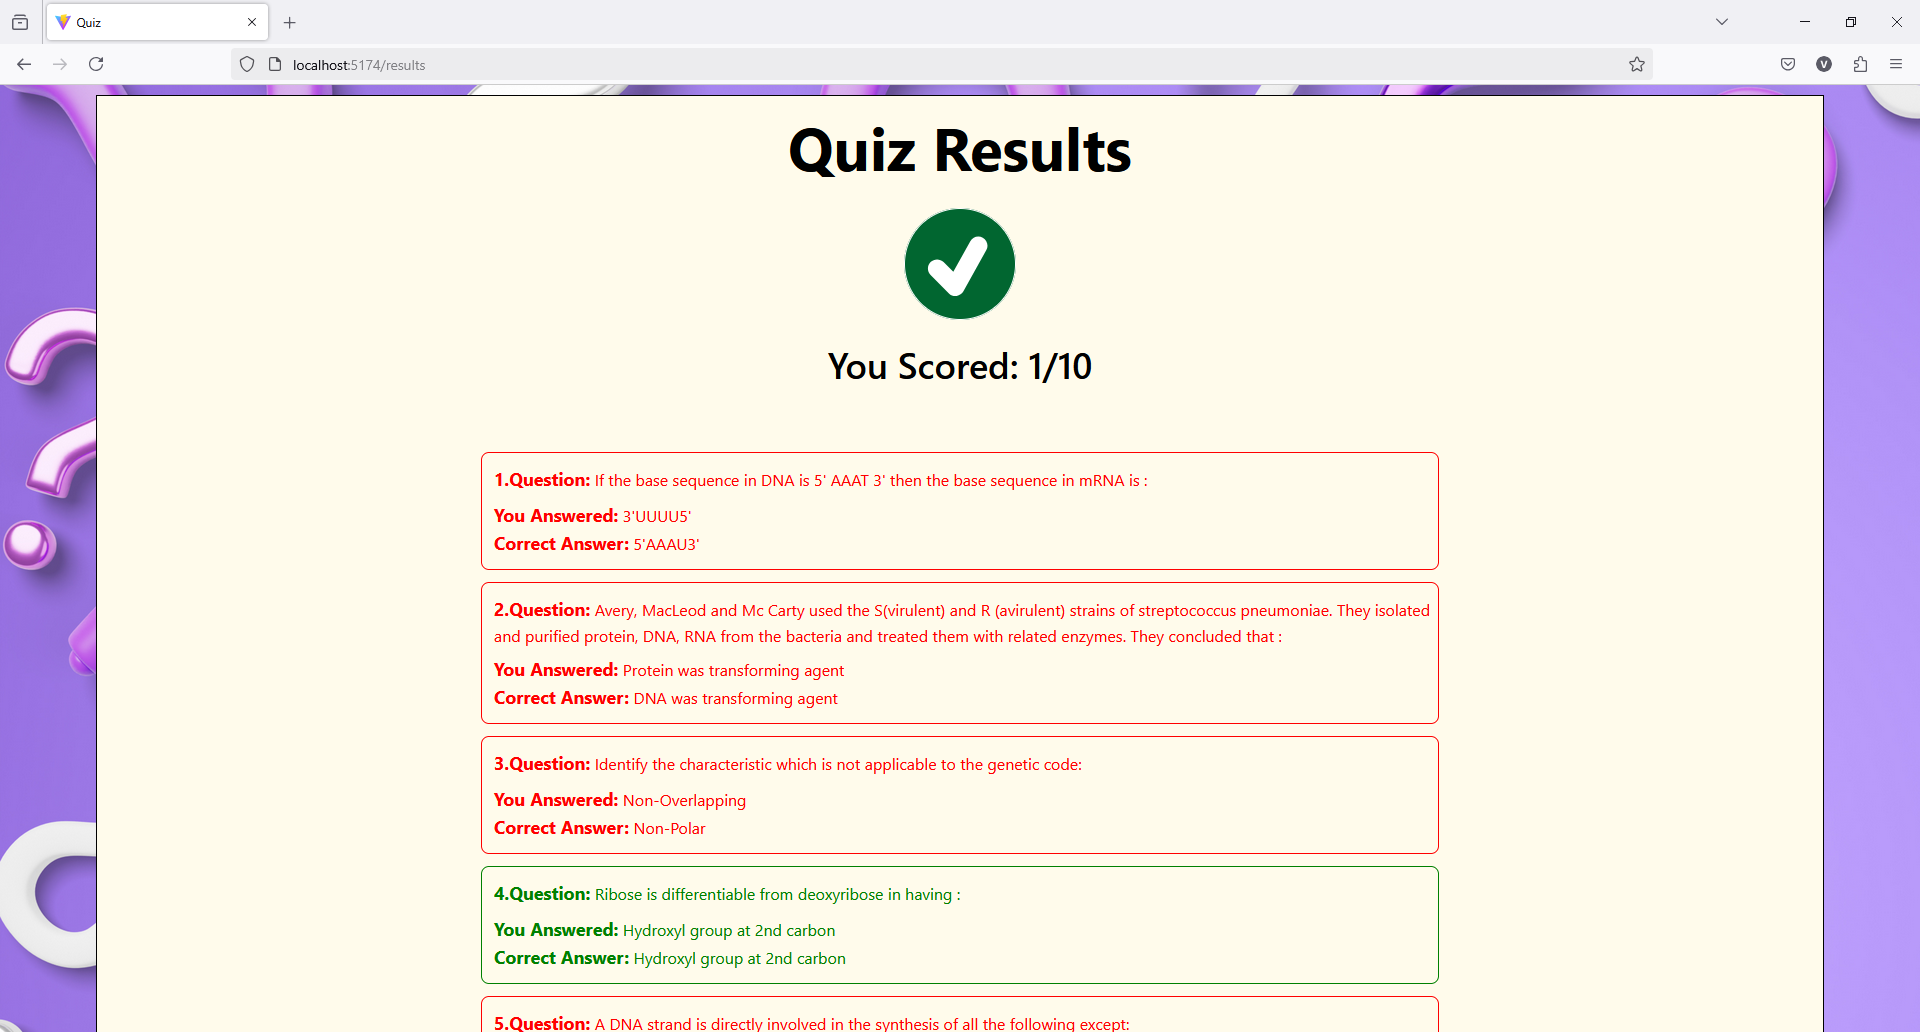 Quiz
localhost:5174/results
V
Quiz Results
You Scored: 1/10
1.Question: If the base sequence in DNA is 5' AAAT 3' then the base sequence in mRNA is :
You Answered: 3'UUUU5'
Correct Answer: 5'AAAU3'
2.Question: Avery, MacLeod and Mc Carty used the S(virulent) and R (avirulent) strains of streptococcus pneumoniae. They isolated
and purified protein, DNA, RNA from the bacteria and treated them with related enzymes. They concluded that :
You Answered: Protein was transforming agent
Correct Answer: DNA was transforming agent
3.Question: Identify the characteristic which is not applicable to the genetic code:
You Answered: Non-Overlapping
Correct Answer: Non-Polar
4.Question: Ribose is differentiable from deoxyribose in having :
You Answered: Hydroxyl group at 2nd carbon
Correct Answer: Hydroxyl group at 2nd carbon
5.Question: A DNA strand is directly involved in the synthesis of all the following except: